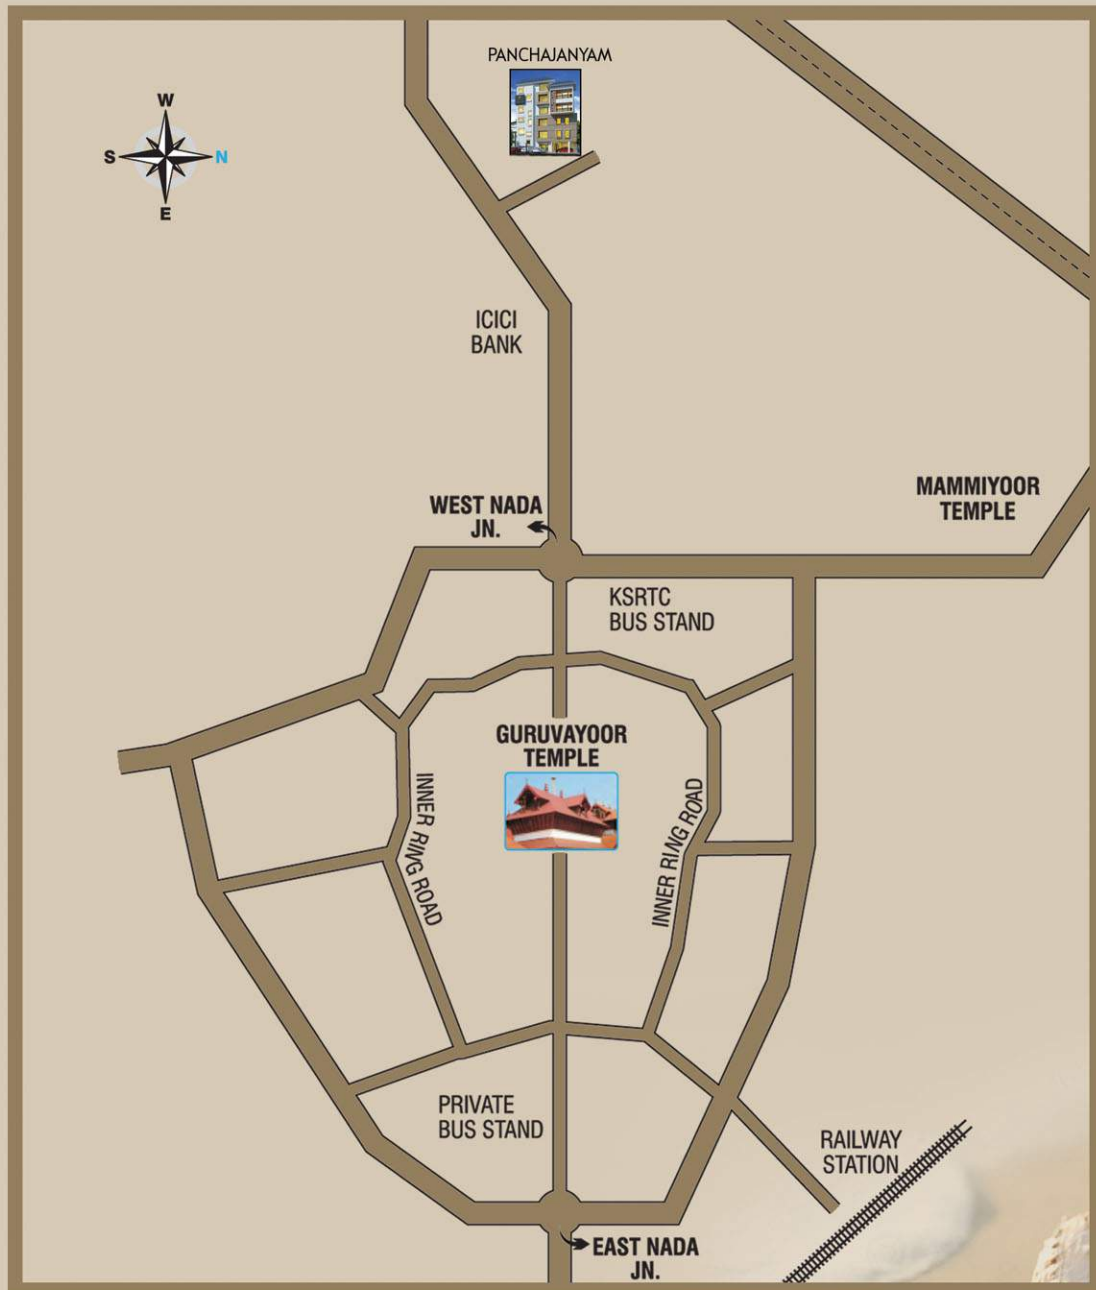 PANCHAJANYAM
W
S
N
E
ICICI
BANK
WEST NADA
JN.
MAMMIYOOR
TEMPLE
KSRTC
BUS STAND
GURUVAYOOR
TEMPLE
INNER RING ROAD
INNER RING ROAD
PRIVATE
BUS STAND
RAILWAY
STATION
EAST NADA
JN.